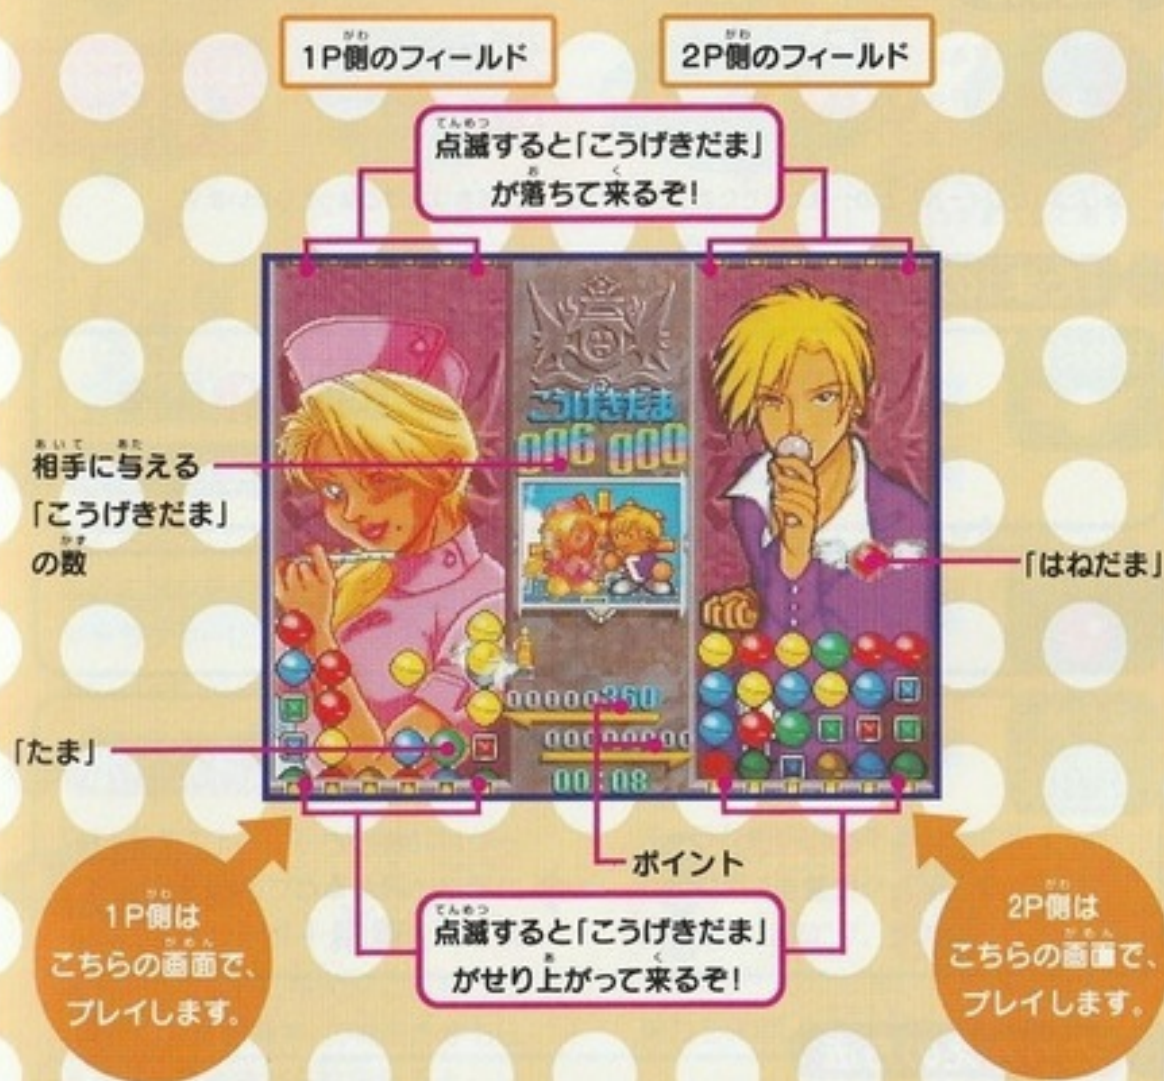 1P側のフィールド
2P側のフィールド
点滅すると「こうげきだま」
が落ちて来るぞ!
こうげきだま
006 000
相手に与える
「こうげきだま」
の数
「はねだま」
00000360
00000000
「たま」
00:08
ポイント
1P側は
こちらの画面で、
プレイします。
点滅すると「こうげきだま」
がせり上がって来るぞ!
2P側は
こちらの画面で、
プレイします。